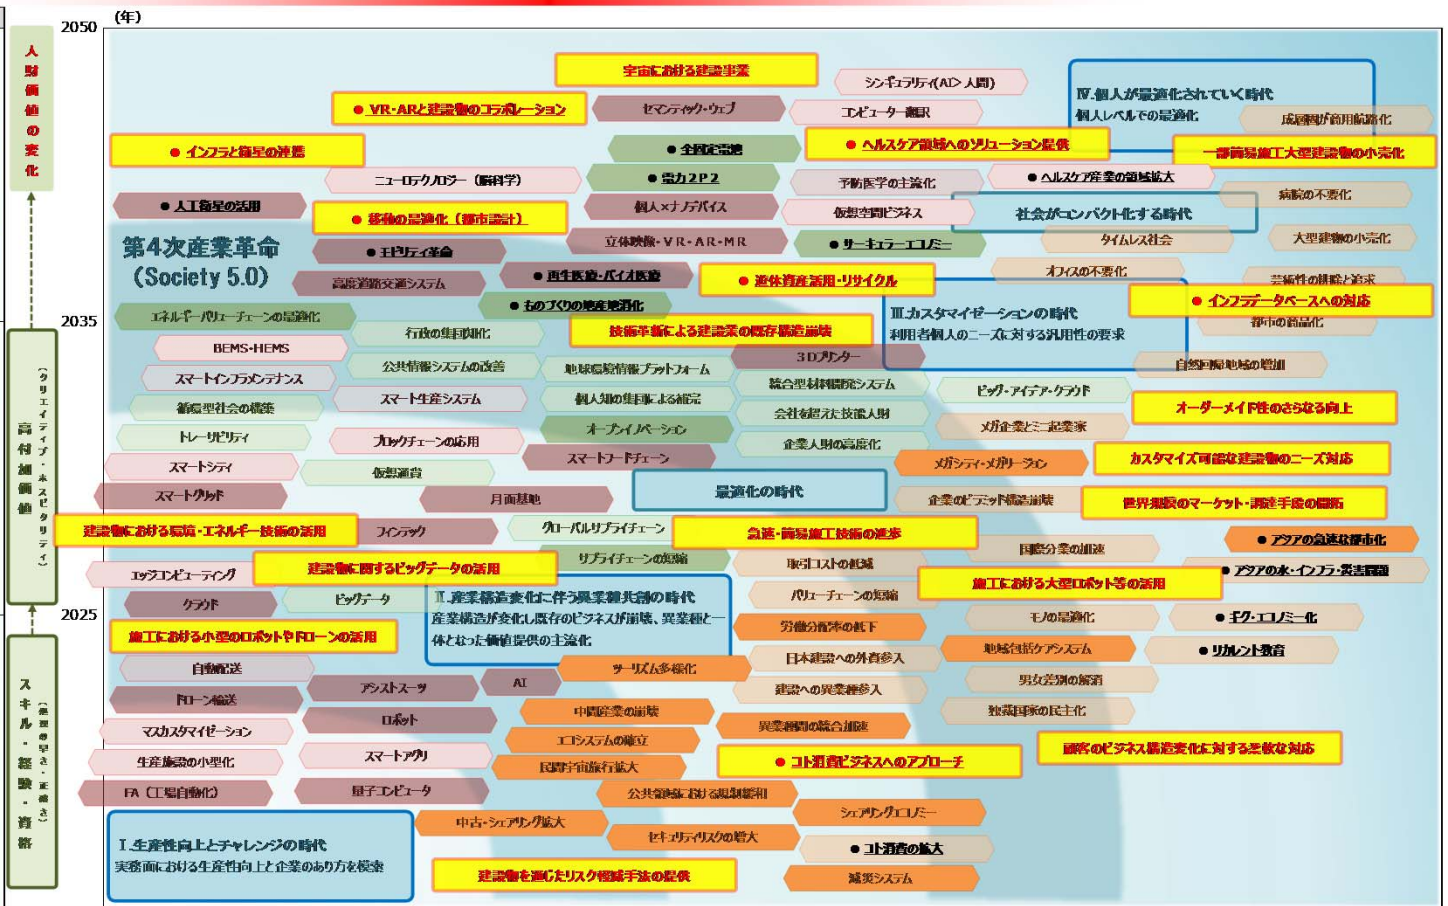 (年)
2050
人財価値の変化
宇宙における建設事業
シンギュラリティ(AI>人間)
Ⅳ.個人が最適化されていく時代
個人レベルでの最適化
● VR・ARと建設物のコラボレーション
セマンティック・ウェブ
コンピューター翻訳
成層圏が商用航路化
● インフラと衛星の連携
● 全固定電池
● ヘルスケア領域へのソリューション提供
一部簡易施工大型建設物の小売化
ニューロテクノロジー(脳科学)
● 電力2P2
予防医学の主流化
● ヘルスケア産業の領域拡大
病院の不要化
● 人工衛星の活用
● 移動の最適化(都市設計)
個人×ナノデバイス
仮想空間ビジネス
社会がコンパクト化する時代
第4次産業革命
(Society 5.0)
● モビリティ革命
立体映像・VR・AR・MR
● サーキュラーエコノミー
タイムレス社会
大型建物の小売化
高度道路交通システム
● 再生医療・バイオ医療
● 遊休資産活用・リサイクル
オフィスの不要化
芸術性の排除と追求
● ものづくりの地産地消化
Ⅲ.カスタマイゼーションの時代
利用者個人のニーズに対する汎用性の要求
● インフラデータベースへの対応
2035
エネルギーバリューチェーンの最適化
行政の集団知化
技術革新による建設業の既存構造崩壊
都市の商品化
BEMS・HEMS
公共情報システムの改善
地球環境情報プラットフォーム
3Dプリンター
自然回帰地域の増加
スマートインフラメンテナンス
スマート生産システム
個人知の集団による補完
統合型材料開発システム
ビッグ・アイデア・クラウド
オーダーメイド性のさらなる向上
循環型社会の構築
会社を超えた技能人財
トレーサビリティ
ブロックチェーンの応用
オープンイノベーション
企業人財の高度化
メガ企業とミニ起業家
スマートシティ
仮想通貨
スマートフードチェーン
メガシティ・メガリージョン
カスタマイズ可能な建設物のニーズ対応
高付加価値
(クリエイティブ・ホスピタリティ)
スマートグリッド
月面基地
最適化の時代
企業のピラミッド構造崩壊
世界規模のマーケット・調達手段の開拓
建設物における環境・エネルギー技術の活用
フィンテック
グローバルサプライチェーン
急速・簡易施工技術の進歩
国際分業の加速
● アジアの急速な都市化
エッジコンピューティング
建設物に関するビッグデータの活用
サプライチェーンの短縮
取引コストの低減
施工における大型ロボット等の活用
● アジアの水・インフラ・災害問題
クラウド
ビッグデータ
Ⅱ.産業構造変化に伴う異業種共創の時代
産業構造が変化し既存のビジネスが崩壊、異業種と一
体となった価値提供の主流化
バリューチェーンの短縮
2025
モノの最適化
● ギグ・エコノミー化
施工における小型のロボットやドローンの活用
労働分配率の低下
地域包括ケアシステム
● リカレント教育
自動配送
ツーリズム多様化
日本建設への外資参入
男女差別の解消
ドローン輸送
アシストスーツ
AI
建設への異業種参入
独裁国家の民主化
マスカスタマイゼーション
ロボット
中間産業の崩壊
異業種間の統合加速
顧客のビジネス構造変化に対する柔軟な対応
生産施設の小型化
スマートアグリ
エコシステムの確立
● コト消費ビジネスへのアプローチ
FA(工場自動化)
量子コンピュータ
民間宇宙旅行拡大
公共領域における規制緩和
シェアリングエコノミー
中古・シェアリング拡大
セキュリティリスクの増大
● コト消費の拡大
Ⅰ.生産性向上とチャレンジの時代
実務面における生産性向上と企業のあり方を模索
建設物を通じたリスク軽減手法の提供
減災システム
スキル・経験・資格
(処理の早さ・正確さ)